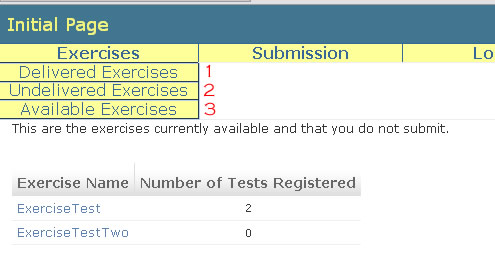 Initial Page
Exercises Submission Lo
Delivered Exercises 1
Undelivered Exercises 2
Available Exercises 3
This are the exercises currently available and that you do not submit.
Exercise Name Number of Tests Registered
ExerciseTest 2
ExerciseTestTwo 0